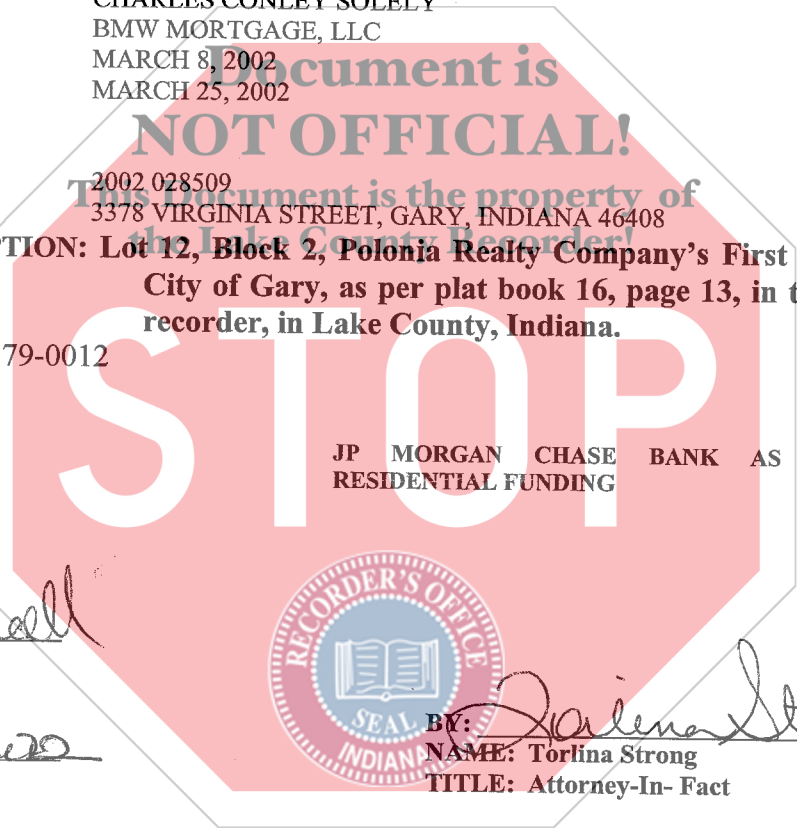 CHARLES CONLEY SOLELY
BMW MORTGAGE, LLC
MARCH 8, 2002
MARCH 25, 2002
Document is
NOT OFFICIAL!
2002 028509
This Document is the property of
3378 VIRGINIA STREET, GARY, INDIANA 46408
the Lake County Recorder!
PTION: Lot 12, Block 2, Polonia Realty Company's First
City of Gary, as per plat book 16, page 13, in t
recorder, in Lake County, Indiana.
79-0012
STOP
JP MORGAN CHASE BANK AS
RESIDENTIAL FUNDING
RECORDER'S OFFICE
SEAL
INDIANA
BY: Torlina St
NAME: Torlina Strong
TITLE: Attorney-In- Fact